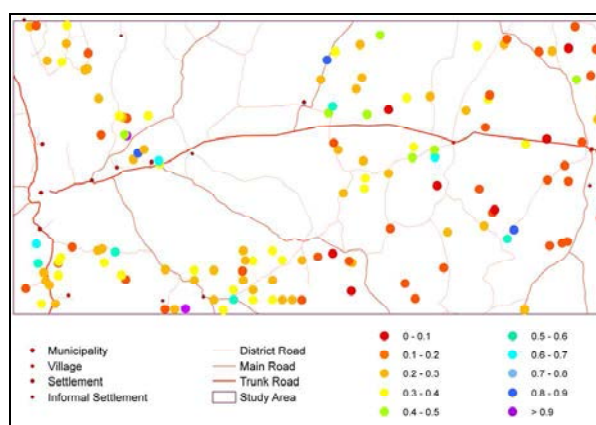 Municipality
Village
Settlement
Informal Settlement
District Road
Main Road
Trunk Road
Study Area
0 - 0.1
0.1 - 0.2
0.2 - 0.3
0.3 - 0.4
0.4 - 0.5
0.5 - 0.6
0.6 - 0.7
0.7 - 0.8
0.8 - 0.9
> 0.9